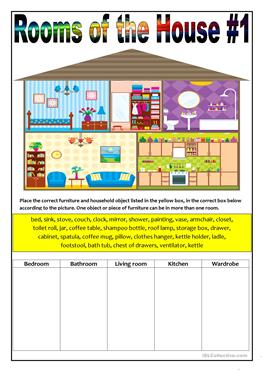 Rooms of the House #1
Place the correct furniture and household object listed in the yellow box, in the correct box below
according to the picture. One object or piece of furniture can be in more than one room.
bed, sink, stove, couch, clock, mirror, shower, painting, vase, armchair, closet,
toilet roll, jar, coffee table, shampoo bottle, roof lamp, storage box, drawer,
cabinet, spatula, coffee mug, pillow, clothes hanger, kettle holder, ladle,
footstool, bath tub, chest of drawers, ventilator, kettle
Bedroom Bathroom Living room Kitchen Wardrobe
iSLCollective.com